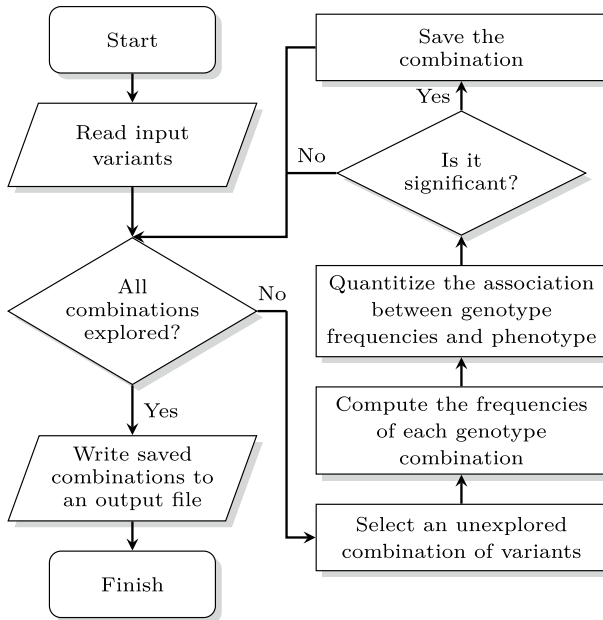 Start
Read input
variants
All
combinations
explored?
No
Yes
Write saved
combinations to
an output file
Finish
Save the
combination
Yes
Is it
significant?
No
Quantitize the association
between genotype
frequencies and phenotype
Compute the frequencies
of each genotype
combination
Select an unexplored
combination of variants